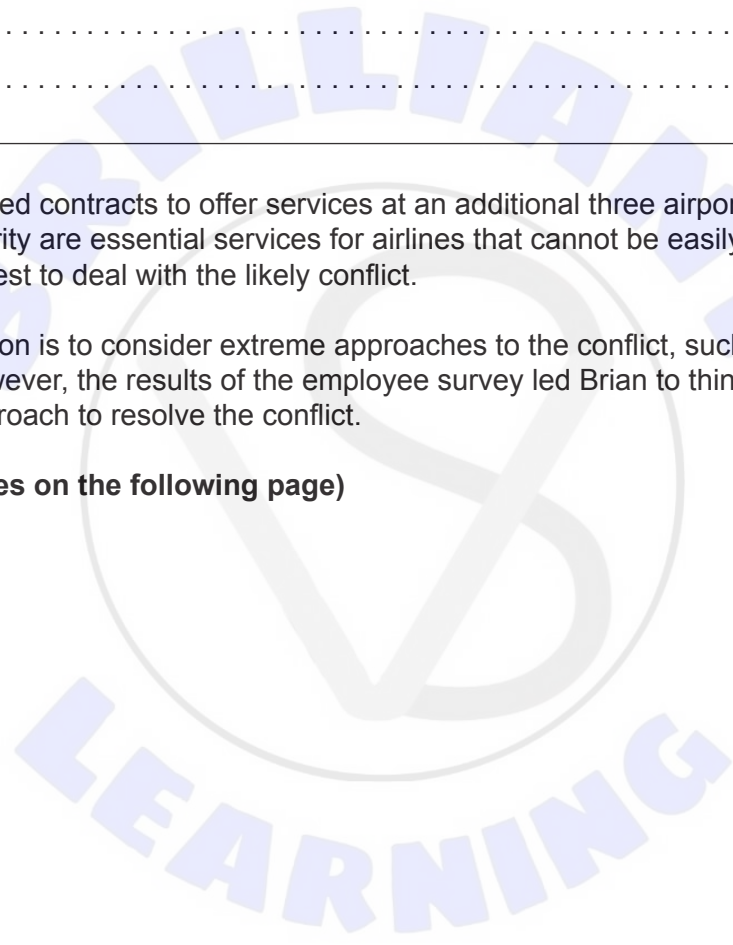 . . . . . . . . . . . . . . . . . . . . . . . . . . . . . . . . . . . . . . . . . . . . . .
. . . . . . . . . . . . . . . . . . . . . . . . . . . . . . . . . . . . . . . . . . . . . .
ed contracts to offer services at an additional three airpor
rity are essential services for airlines that cannot be easily
est to deal with the likely conflict.
on is to consider extreme approaches to the conflict, suc
wever, the results of the employee survey led Brian to thin
roach to resolve the conflict.
es on the following page)
BRILLIAN
VS
LEARNING